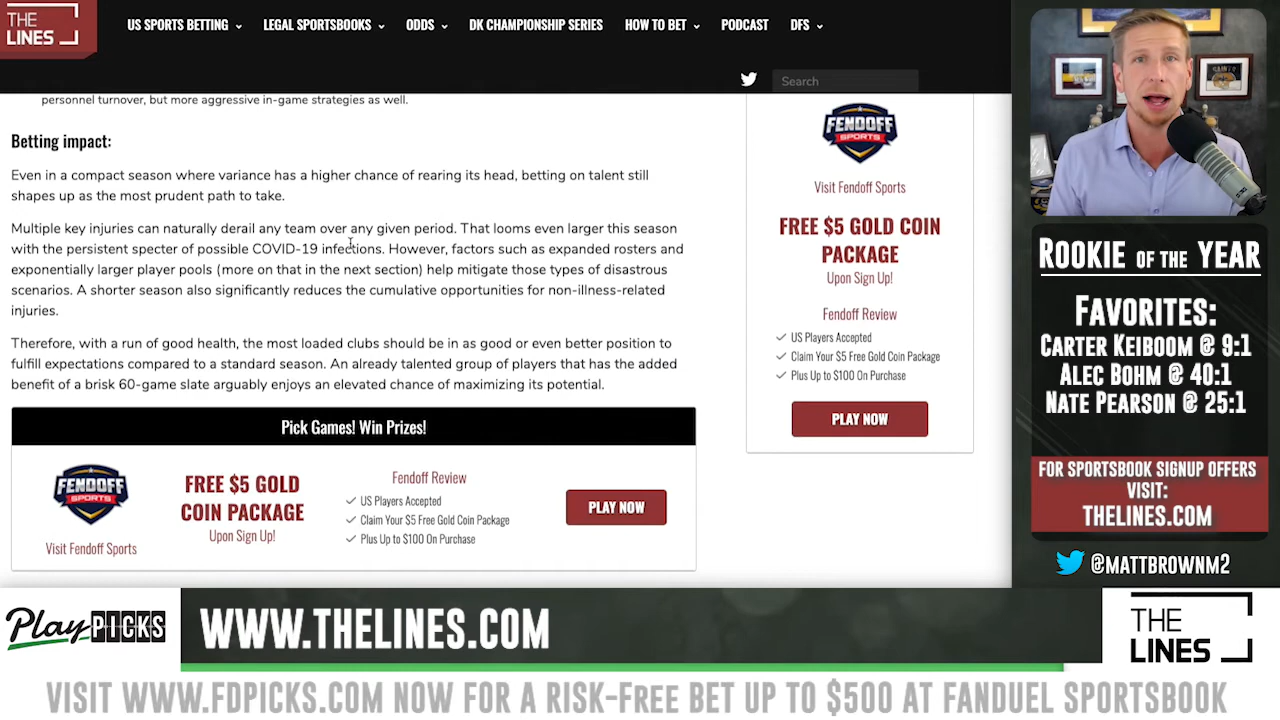 THE
LINES
US SPORTS BETTING
LEGAL SPORTSBOOKS
ODDS
DK CHAMPIONSHIP SERIES
HOW TO BET
PODCAST
DFS
Search
personnel turnover, but more aggressive in-game strategies as well.
Betting impact:
Even in a compact season where variance has a higher chance of rearing its head, betting on talent still
shapes up as the most prudent path to take.
Multiple key injuries can naturally derail any team over any given period. That looms even larger this season
with the persistent specter of possible COVID-19 infections. However, factors such as expanded rosters and
exponentially larger player pools (more on that in the next section) help mitigate those types of disastrous
scenarios. A shorter season also significantly reduces the cumulative opportunities for non-illness-related
injuries.
Therefore, with a run of good health, the most loaded clubs should be in as good or even better position to
fulfill expectations compared to a standard season. An already talented group of players that has the added
benefit of a brisk 60-game slate arguably enjoys an elevated chance of maximizing its potential.
Pick Games! Win Prizes!
FENDOFF
SPORTS
Visit Fendoff Sports
FREE $5 GOLD
COIN PACKAGE
Upon Sign Up!
Fendoff Review
US Players Accepted
Claim Your $5 Free Gold Coin Package
Plus Up to $100 On Purchase
PLAY NOW
FENDOFF
SPORTS
Visit Fendoff Sports
FREE $5 GOLD COIN
PACKAGE
Upon Sign Up!
Fendoff Review
US Players Accepted
Claim Your $5 Free Gold Coin Package
Plus Up to $100 On Purchase
PLAY NOW
ROOKIE OF THE YEAR
FAVORITES:
CARTER KEIBOOM @ 9:1
ALEC BOHM @ 40:1
NATE PEARSON @ 25:1
FOR SPORTSBOOK SIGNUP OFFERS
VISIT:
THELINES.COM
@MATTBROWNM2
Play PICKS
WWW.THELINES.COM
THE
LINES
VISIT WWW.FDPICKS.COM NOW FOR A RISK-FREE BET UP TO $500 AT FANDUEL SPORTSBOOK